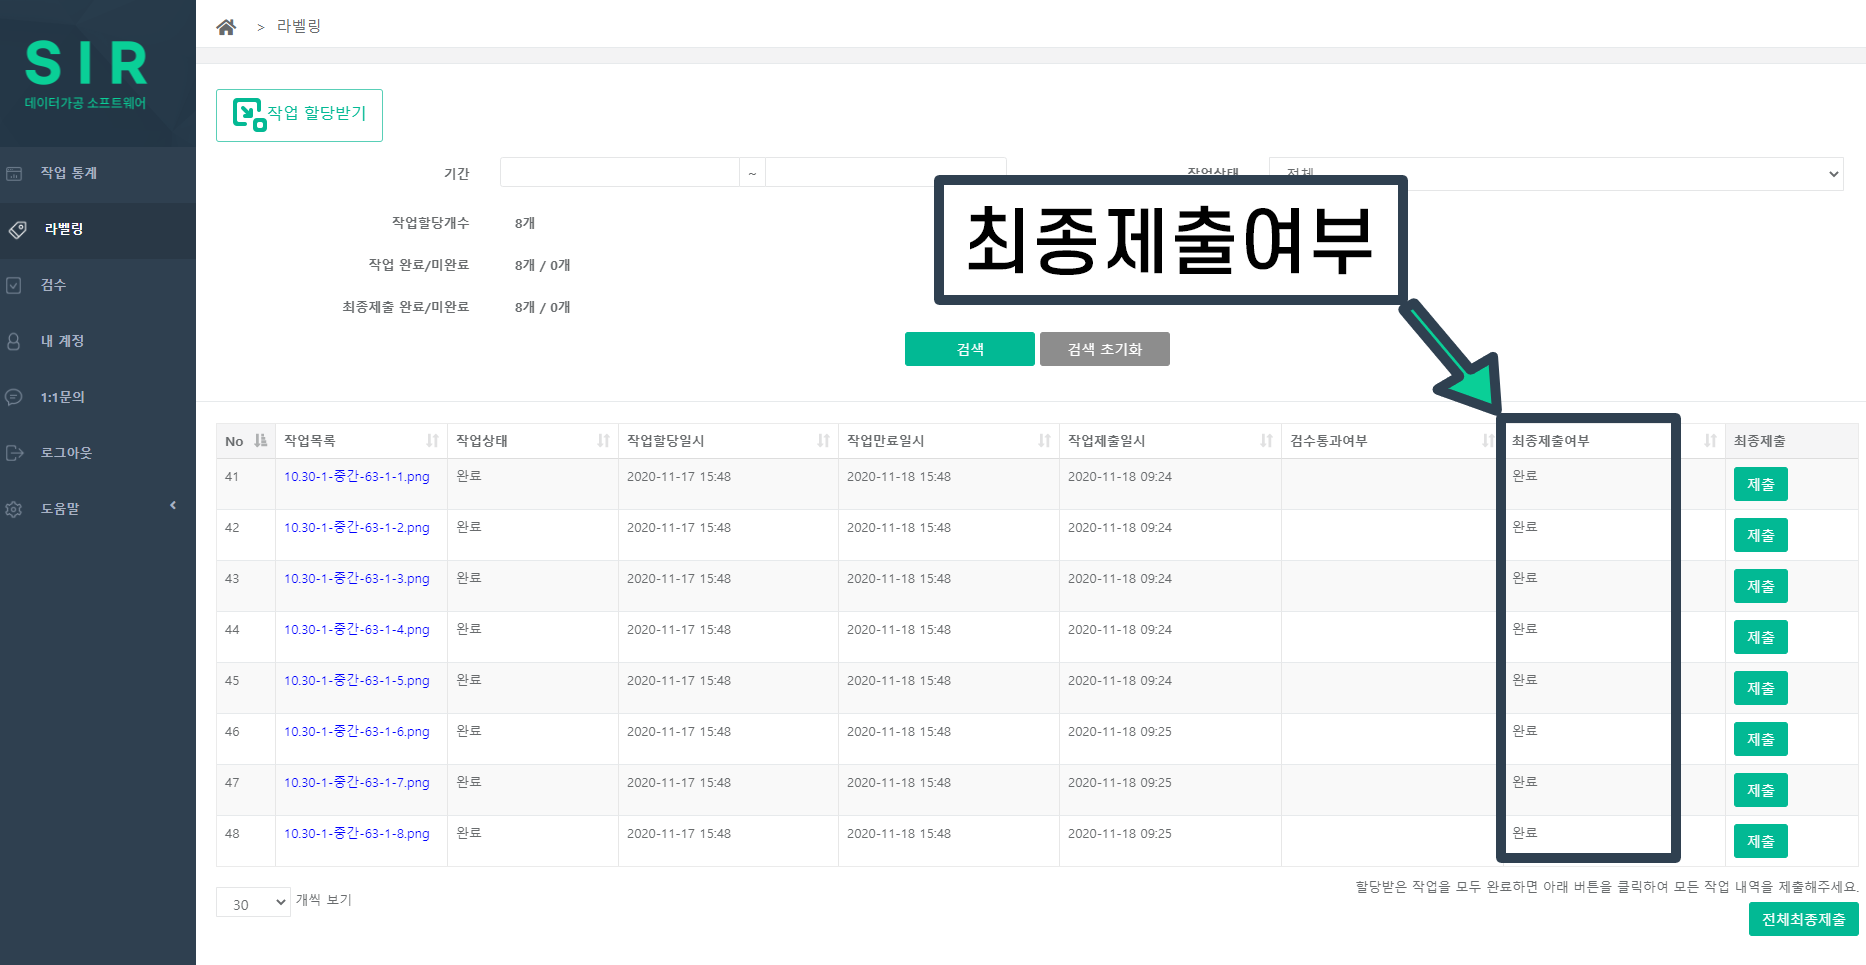 SIR
데이터가공 소프트웨어
작업 통계
라벨링
검수
내 계정
1:1문의
로그아웃
도움말
> 라벨링
작업 할당받기
기간 ~ 작업상태 전체
작업할당개수 8개
작업 완료/미완료 8개 / 0개
최종제출 완료/미완료 8개 / 0개
최종제출여부
검색 검색 초기화
No 작업목록 작업상태 작업할당일시 작업만료일시 작업제출일시 검수통과여부 최종제출여부 최종제출
41 10.30-1-중간-63-1-1.png 완료 2020-11-17 15:48 2020-11-18 15:48 2020-11-18 09:24 완료 제출
42 10.30-1-중간-63-1-2.png 완료 2020-11-17 15:48 2020-11-18 15:48 2020-11-18 09:24 완료 제출
43 10.30-1-중간-63-1-3.png 완료 2020-11-17 15:48 2020-11-18 15:48 2020-11-18 09:24 완료 제출
44 10.30-1-중간-63-1-4.png 완료 2020-11-17 15:48 2020-11-18 15:48 2020-11-18 09:24 완료 제출
45 10.30-1-중간-63-1-5.png 완료 2020-11-17 15:48 2020-11-18 15:48 2020-11-18 09:24 완료 제출
46 10.30-1-중간-63-1-6.png 완료 2020-11-17 15:48 2020-11-18 15:48 2020-11-18 09:25 완료 제출
47 10.30-1-중간-63-1-7.png 완료 2020-11-17 15:48 2020-11-18 15:48 2020-11-18 09:25 완료 제출
48 10.30-1-중간-63-1-8.png 완료 2020-11-17 15:48 2020-11-18 15:48 2020-11-18 09:25 완료 제출
30 개씩 보기
할당받은 작업을 모두 완료하면 아래 버튼을 클릭하여 모든 작업 내역을 제출해주세요.
전체최종제출